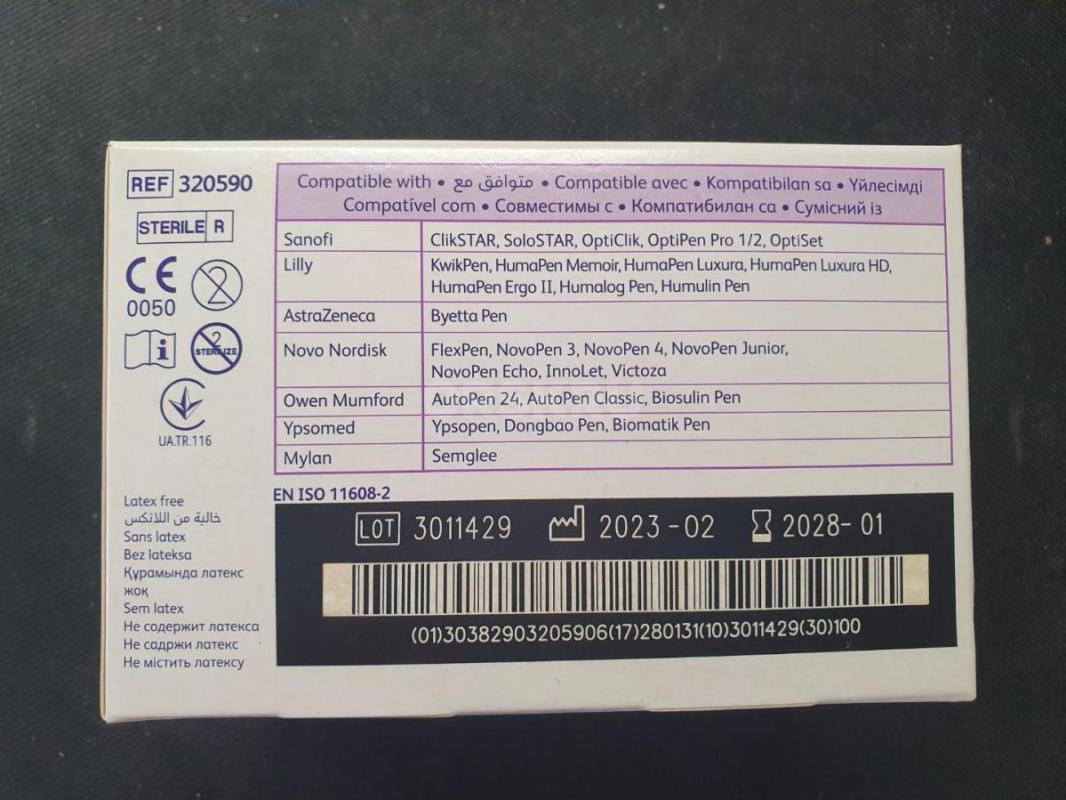 REF 320590
STERILE R
CE
0050
2
i
2
STERILIZE
UA.TR.116
Latex free
خالية من اللاتكس
Sans latex
Bez lateksa
Құрамында латекс
жоқ
Sem latex
Не содержит латекса
Не садржи латекс
Не містить латексу
Compatible with • متوافق مع • Compatible avec • Kompatibilan sa • Үйлесімді
Compatível com • Совместимы с • Компатибилан са • Сумісний із
Sanofi ClikSTAR, SoloSTAR, OptiClik, OptiPen Pro 1/2, OptiSet
Lilly KwikPen, HumaPen Memoir, HumaPen Luxura, HumaPen Luxura HD,
HumaPen Ergo II, Humalog Pen, Humulin Pen
AstraZeneca Byetta Pen
Novo Nordisk FlexPen, NovoPen 3, NovoPen 4, NovoPen Junior,
NovoPen Echo, InnoLet, Victoza
Owen Mumford AutoPen 24, AutoPen Classic, Biosulin Pen
Ypsomed Ypsopen, Dongbao Pen, Biomatik Pen
Mylan Semglee
EN ISO 11608-2
LOT 3011429 2023-02 2028-01
(01)30382903205906(17)280131(10)3011429(30)100